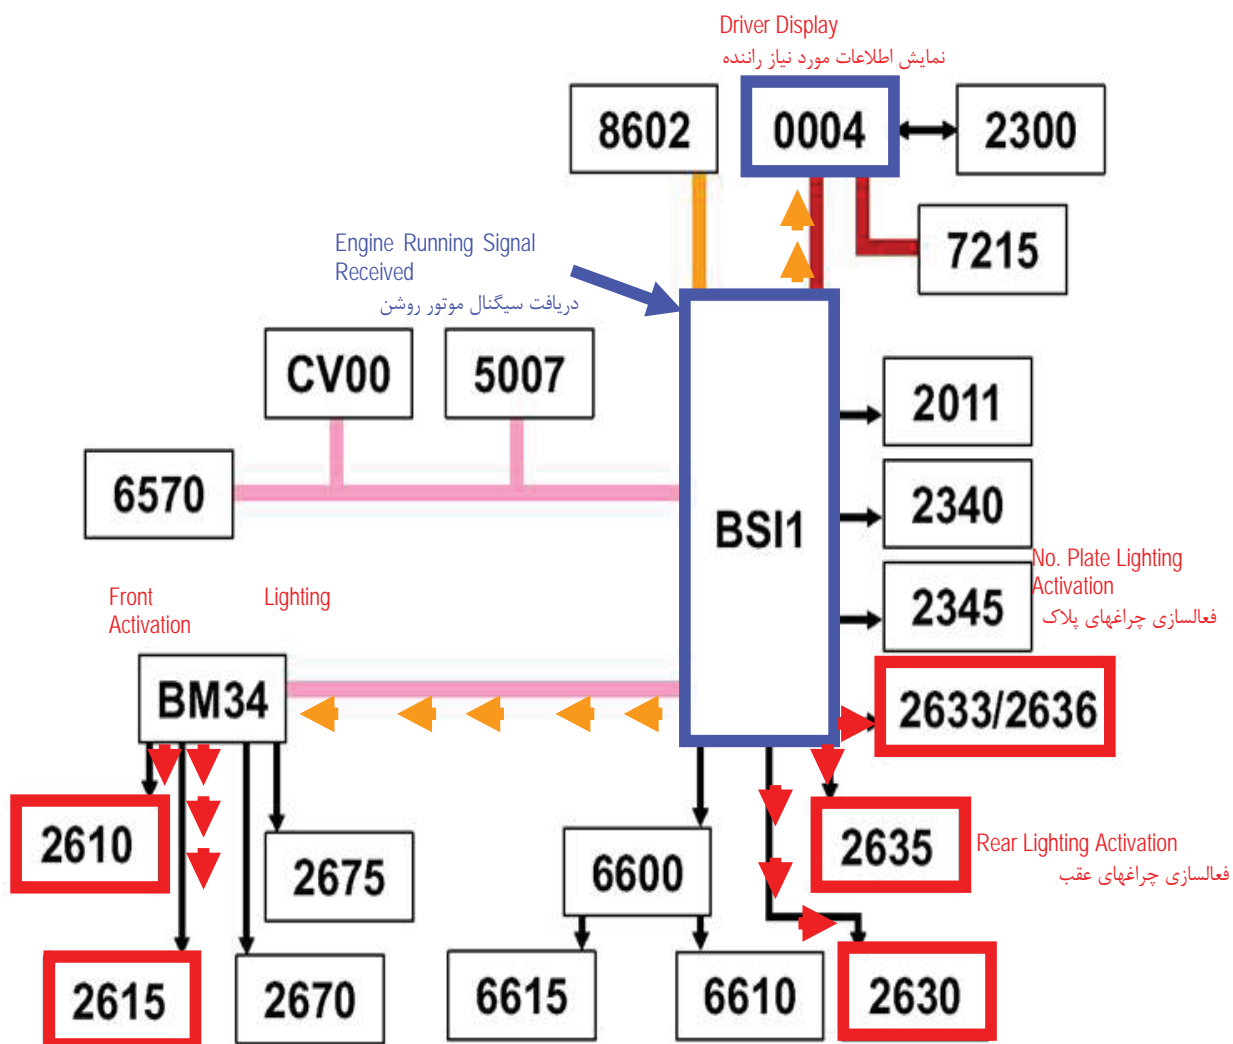 Driver Display
نمایش اطلاعات مورد نیاز راننده
8602
0004
2300
7215
Engine Running Signal
Received
دریافت سیگنال موتور روشن
CV00
5007
2011
6570
2340
BSI1
No. Plate Lighting
Activation
فعالسازی چراغهای پلاک
2345
Front Lighting
Activation
BM34
2633/2636
2610
2675
6600
2635
Rear Lighting Activation
فعالسازی چراغهای عقب
2615
2670
6615
6610
2630